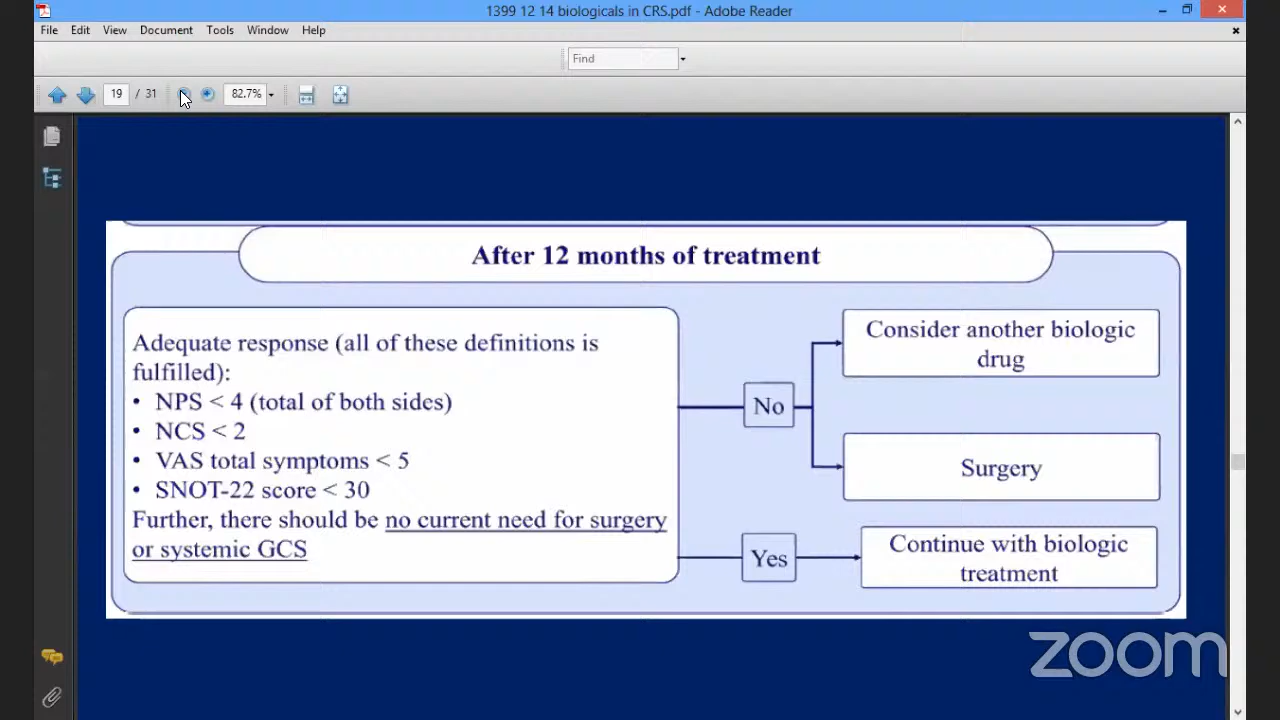 1399 12 14 biologicals in CRS.pdf - Adobe Reader
File Edit View Document Tools Window Help
Find
19 / 31 82.7%
After 12 months of treatment
Adequate response (all of these definitions is
fulfilled):
• NPS < 4 (total of both sides)
• NCS < 2
• VAS total symptoms < 5
• SNOT-22 score < 30
Further, there should be no current need for surgery
or systemic GCS
No
Consider another biologic
drug
Surgery
Yes
Continue with biologic
treatment
zoom